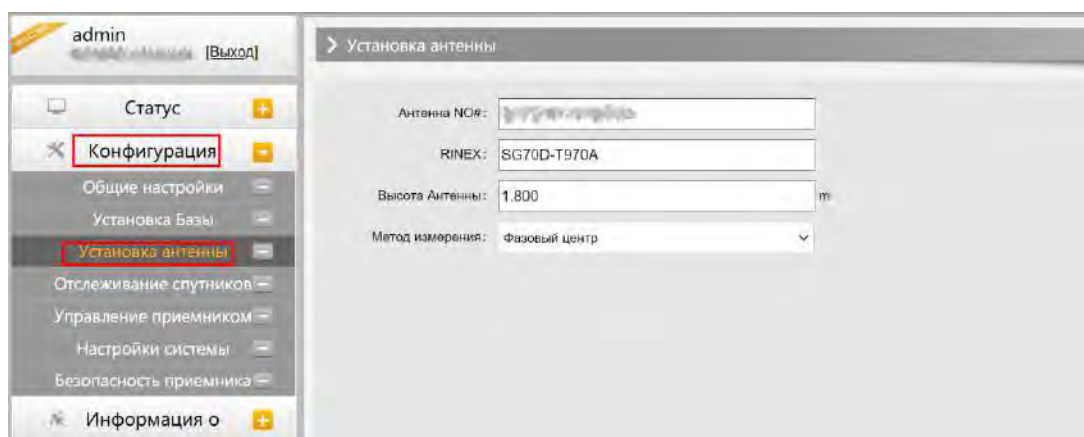 admin
[Выход]
Статус
Конфигурация
Общие настройки
Установка Базы
Установка антенны
Отслеживание спутников
Управление приемником
Настройки системы
Безопасность приемника
Информация о
Установка антенны
Антенна NO#:
RINEX: SG70D-T970A
Высота Антенны: 1.800 m
Метод измерения: Фазовый центр